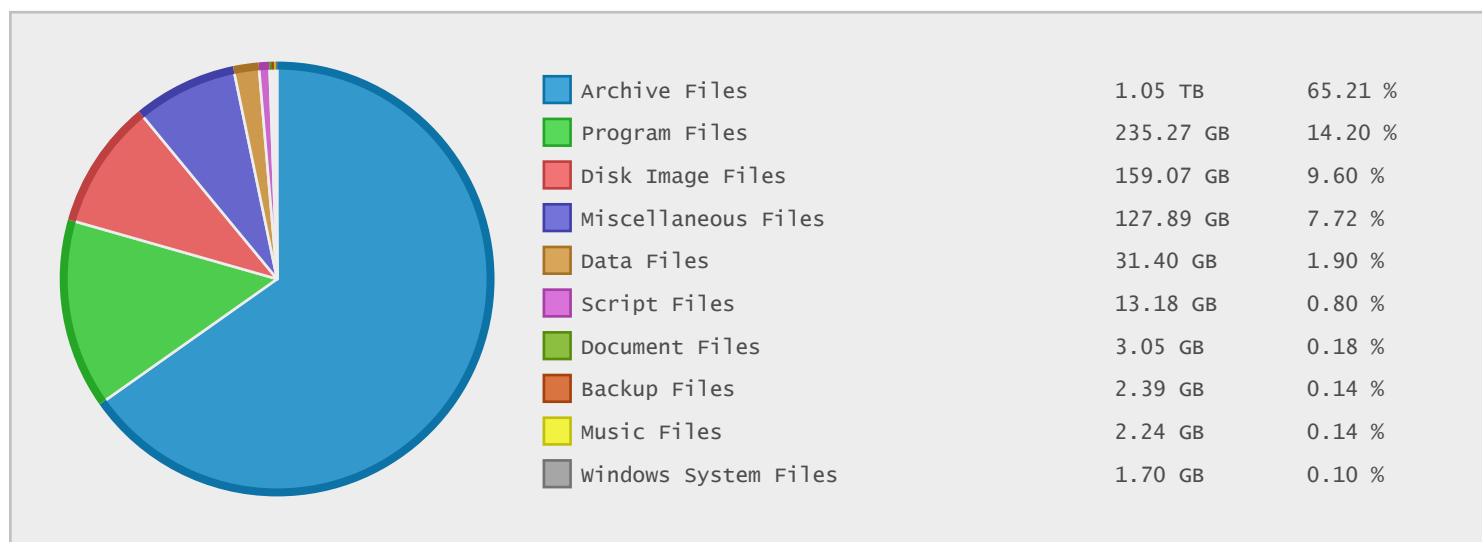 Archive Files 1.05 TB 65.21 %
Program Files 235.27 GB 14.20 %
Disk Image Files 159.07 GB 9.60 %
Miscellaneous Files 127.89 GB 7.72 %
Data Files 31.40 GB 1.90 %
Script Files 13.18 GB 0.80 %
Document Files 3.05 GB 0.18 %
Backup Files 2.39 GB 0.14 %
Music Files 2.24 GB 0.14 %
Windows System Files 1.70 GB 0.10 %